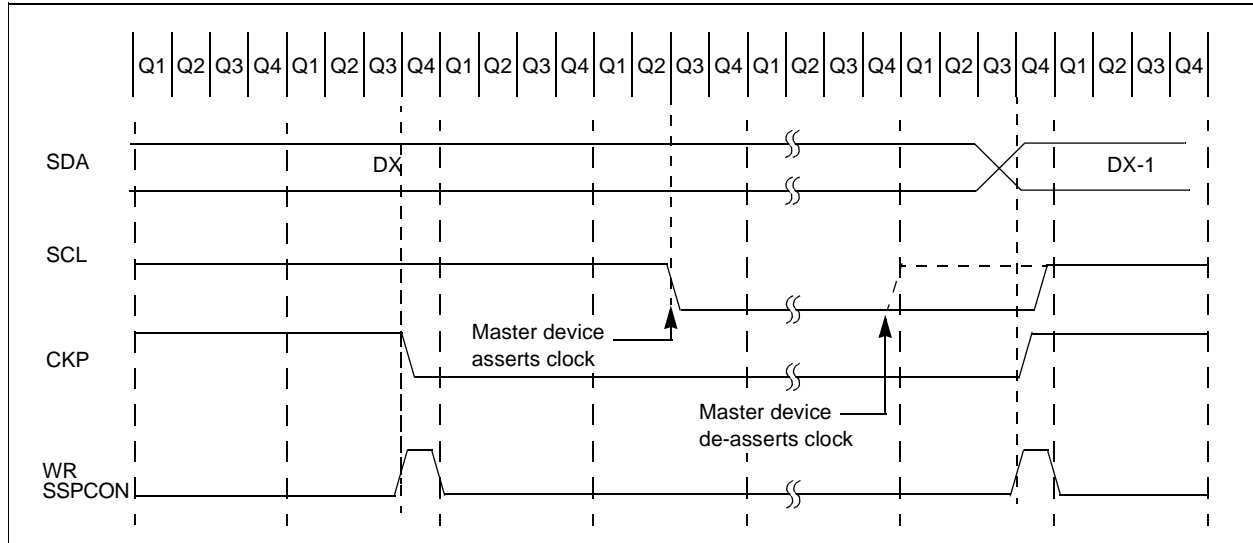 Q1 Q2 Q3 Q4 Q1 Q2 Q3 Q4 Q1 Q2 Q3 Q4 Q1 Q2 Q3 Q4 Q1 Q2 Q3 Q4 Q1 Q2 Q3 Q4 Q1 Q2 Q3 Q4
SDA
DX
DX-1
SCL
Master device
asserts clock
CKP
Master device
de-asserts clock
WR
SSPCON